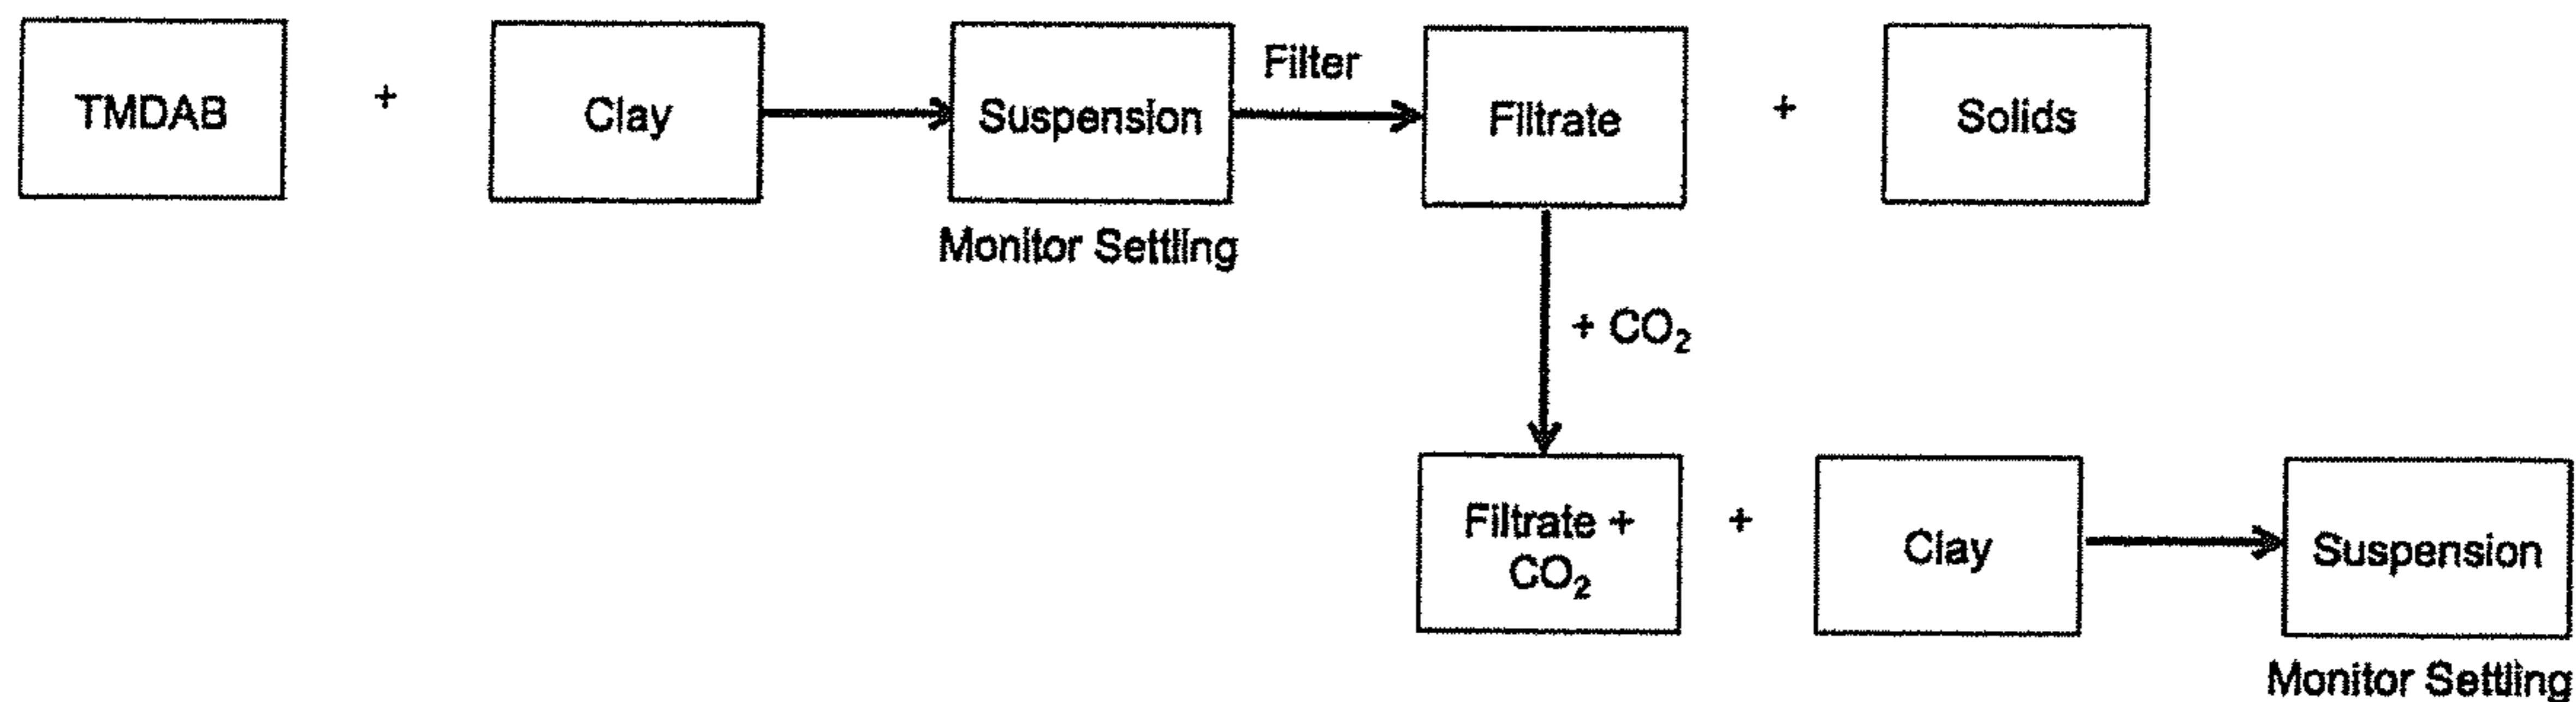 TMDAB
+
Clay
Suspension
Filter
Filtrate
+
Solids
Monitor Settling
+ CO₂
Filtrate +
CO₂
+
Clay
Suspension
Monitor Settling